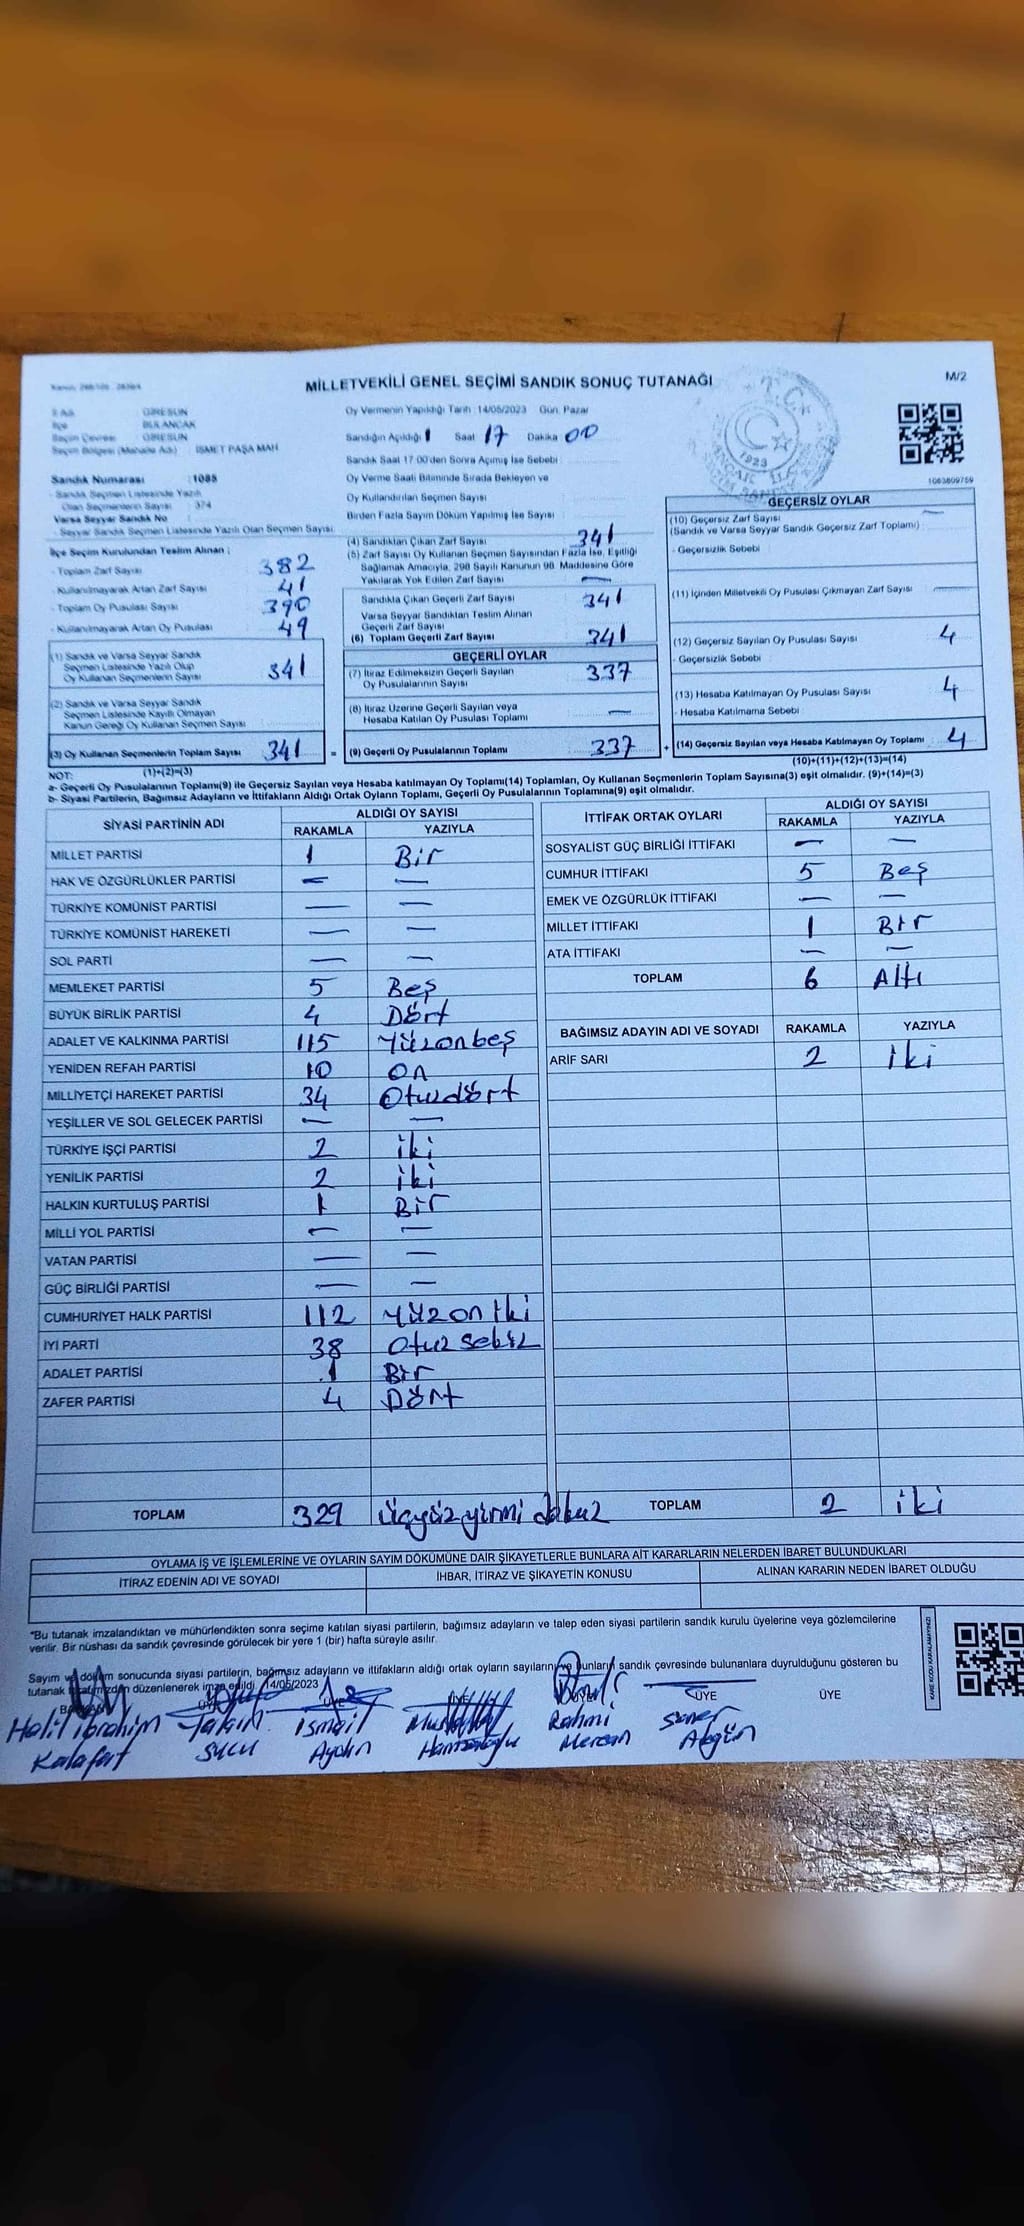 MİLLETVEKİLİ GENEL SEÇİMİ SANDIK SONUÇ TUTANAĞI
M/2
İlçe : BULANCAK
Seçim Çevresi : GİRESUN
Seçim Bölgesi (Mahalle Adı) : İSMET PAŞA MAH
Sandık Numarası : 1085
- Sandık Seçmen Listesinde Yazılı
Olan Seçmenlerin Sayısı : 374
Varsa Seyyar Sandık No :
- Seyyar Sandık Seçmen Listesinde Yazılı Olan Seçmen Sayısı:
Oy Vermenin Yapıldığı Tarih :14/05/2023 Gün: Pazar
Sandığın Açıldığı Saat 17 Dakika 00
Sandık Saat 17:00'den Sonra Açılmış İse Sebebi :
Oy Verme Saati Bitiminde Sırada Bekleyen ve
Oy Kullandırılan Seçmen Sayısı :
Birden Fazla Sayım Döküm Yapılmış İse Sayısı :
T.C.
1923
1063809759
İlçe Seçim Kurulundan Teslim Alınan ;
- Toplam Zarf Sayısı 382
- Kullanılmayarak Artan Zarf Sayısı 41
- Toplam Oy Pusulası Sayısı 390
- Kullanılmayarak Artan Oy Pusulası 49
(1) Sandık ve Varsa Seyyar Sandık
Seçmen Listesinde Yazılı Olup
Oy Kullanan Seçmenlerin Sayısı 341
(2) Sandık ve Varsa Seyyar Sandık
Seçmen Listesinde Kayıtlı Olmayan
Kanun Gereği Oy Kullanan Seçmen Sayısı
(3) Oy Kullanan Seçmenlerin Toplam Sayısı 341
(1)+(2)=(3)
(4) Sandıktan Çıkan Zarf Sayısı 341
(5) Zarf Sayısı Oy Kullanan Seçmen Sayısından Fazla İse, Eşitliği
Sağlamak Amacıyla, 298 Sayılı Kanunun 98. Maddesine Göre
Yakılarak Yok Edilen Zarf Sayısı —
Sandıkta Çıkan Geçerli Zarf Sayısı 341
Varsa Seyyar Sandıktan Teslim Alınan
Geçerli Zarf Sayısı
(6) Toplam Geçerli Zarf Sayısı 341
GEÇERLİ OYLAR
(7) İtiraz Edilmeksizin Geçerli Sayılan
Oy Pusulalarının Sayısı 337
(8) İtiraz Üzerine Geçerli Sayılan veya
Hesaba Katılan Oy Pusulası Toplamı —
= (9) Geçerli Oy Pusulalarının Toplamı 337
GEÇERSİZ OYLAR
(10) Geçersiz Zarf Sayısı —
(Sandık ve Varsa Seyyar Sandık Geçersiz Zarf Toplamı)
- Geçersizlik Sebebi
(11) İçinden Milletvekili Oy Pusulası Çıkmayan Zarf Sayısı —
(12) Geçersiz Sayılan Oy Pusulası Sayısı 4
- Geçersizlik Sebebi
(13) Hesaba Katılmayan Oy Pusulası Sayısı 4
- Hesaba Katılmama Sebebi
+ (14) Geçersiz Sayılan veya Hesaba Katılmayan Oy Toplamı 4
(10)+(11)+(12)+(13)=(14)
NOT:
a- Geçerli Oy Pusulalarının Toplamı(9) ile Geçersiz Sayılan veya Hesaba katılmayan Oy Toplamı(14) Toplamları, Oy Kullanan Seçmenlerin Toplam Sayısına(3) eşit olmalıdır. (9)+(14)=(3)
b- Siyasi Partilerin, Bağımsız Adayların ve İttifakların Aldığı Ortak Oyların Toplamı, Geçerli Oy Pusulalarının Toplamına(9) eşit olmalıdır.
SİYASİ PARTİNİN ADI ALDIĞI OY SAYISI
RAKAMLA YAZIYLA
MİLLET PARTİSİ 1 Bir
HAK VE ÖZGÜRLÜKLER PARTİSİ — —
TÜRKİYE KOMÜNİST PARTİSİ — —
TÜRKİYE KOMÜNİST HAREKETİ — —
SOL PARTİ — —
MEMLEKET PARTİSİ 5 Beş
BÜYÜK BİRLİK PARTİSİ 4 Dört
ADALET VE KALKINMA PARTİSİ 115 Yüzonbeş
YENİDEN REFAH PARTİSİ 10 On
MİLLİYETÇİ HAREKET PARTİSİ 34 Otuzdört
YEŞİLLER VE SOL GELECEK PARTİSİ — —
TÜRKİYE İŞÇİ PARTİSİ 2 iki
YENİLİK PARTİSİ 2 iki
HALKIN KURTULUŞ PARTİSİ 1 Bir
MİLLİ YOL PARTİSİ — —
VATAN PARTİSİ — —
GÜÇ BİRLİĞİ PARTİSİ — —
CUMHURİYET HALK PARTİSİ 112 Yüzoniki
İYİ PARTİ 38 Otuz sekiz
ADALET PARTİSİ 1 Bir
ZAFER PARTİSİ 4 Dört
TOPLAM 329 Üçyüzyirmi dokuz
İTTİFAK ORTAK OYLARI ALDIĞI OY SAYISI
RAKAMLA YAZIYLA
SOSYALİST GÜÇ BİRLİĞİ İTTİFAKI — —
CUMHUR İTTİFAKI 5 Beş
EMEK VE ÖZGÜRLÜK İTTİFAKI — —
MİLLET İTTİFAKI 1 Bir
ATA İTTİFAKI — —
TOPLAM 6 Altı
BAĞIMSIZ ADAYIN ADI VE SOYADI RAKAMLA YAZIYLA
ARİF SARI 2 iki
TOPLAM 2 iki
OYLAMA İŞ VE İŞLEMLERİNE VE OYLARIN SAYIM DÖKÜMÜNE DAİR ŞİKAYETLERLE BUNLARA AİT KARARLARIN NELERDEN İBARET BULUNDUKLARI
İTİRAZ EDENİN ADI VE SOYADI İHBAR, İTİRAZ VE ŞİKAYETİN KONUSU ALINAN KARARIN NEDEN İBARET OLDUĞU
*Bu tutanak imzalandıktan ve mühürlendikten sonra seçime katılan siyasi partilerin, bağımsız adayların ve talep eden siyasi partilerin sandık kurulu üyelerine veya gözlemcilerine
verilir. Bir nüshası da sandık çevresinde görülecek bir yere 1 (bir) hafta süreyle asılır.
Sayım ve döküm sonucunda siyasi partilerin, bağımsız adayların ve ittifakların aldığı ortak oyların sayılarını ve bunların sandık çevresinde bulunanlara duyrulduğunu gösteren bu
tutanak tarafımızdan düzenlenerek imza edildi. 14/05/2023
ÜYE ÜYE ÜYE ÜYE ÜYE ÜYE
Halil ibrahim ismail Rahmi Soner
Kalafat Sucu Aydın Hamzaoğlu Mercan Akgün
KARE KODU KARALAMAYINIZ!